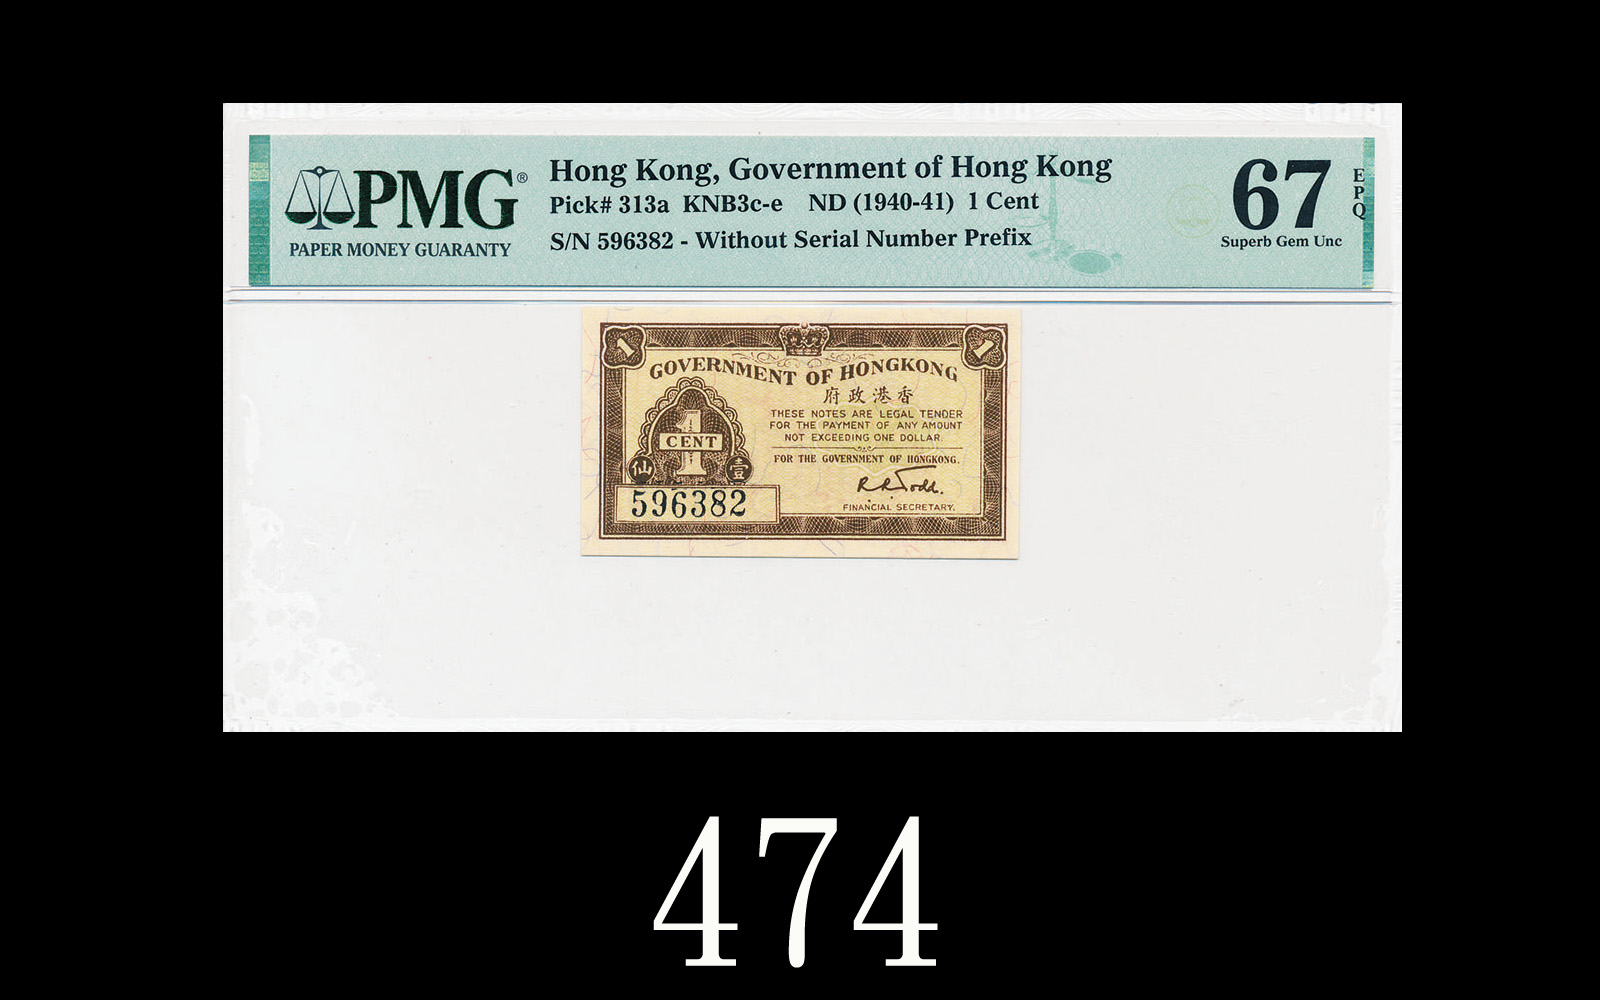 PMG®
PAPER MONEY GUARANTY
Hong Kong, Government of Hong Kong
Pick# 313a KNB3c-e ND (1940-41) 1 Cent
S/N 596382 - Without Serial Number Prefix
67
EPQ
Superb Gem Unc
1 1
GOVERNMENT OF HONGKONG
府政港香
THESE NOTES ARE LEGAL TENDER
FOR THE PAYMENT OF ANY AMOUNT
NOT EXCEEDING ONE DOLLAR.
1
CENT
仙 壹
FOR THE GOVERNMENT OF HONGKONG.
R R Todd.
FINANCIAL SECRETARY.
596382
474